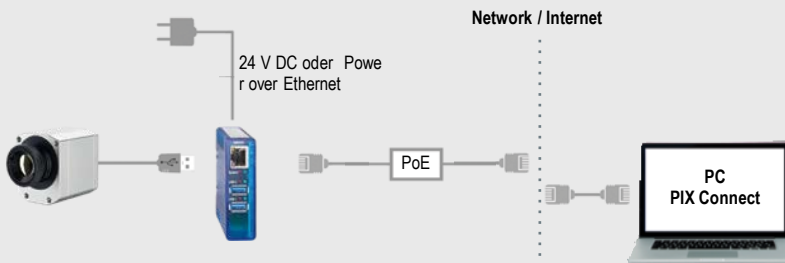 Network / Internet
24 V DC oder Powe
r over Ethernet
PoE
PC
PIX Connect